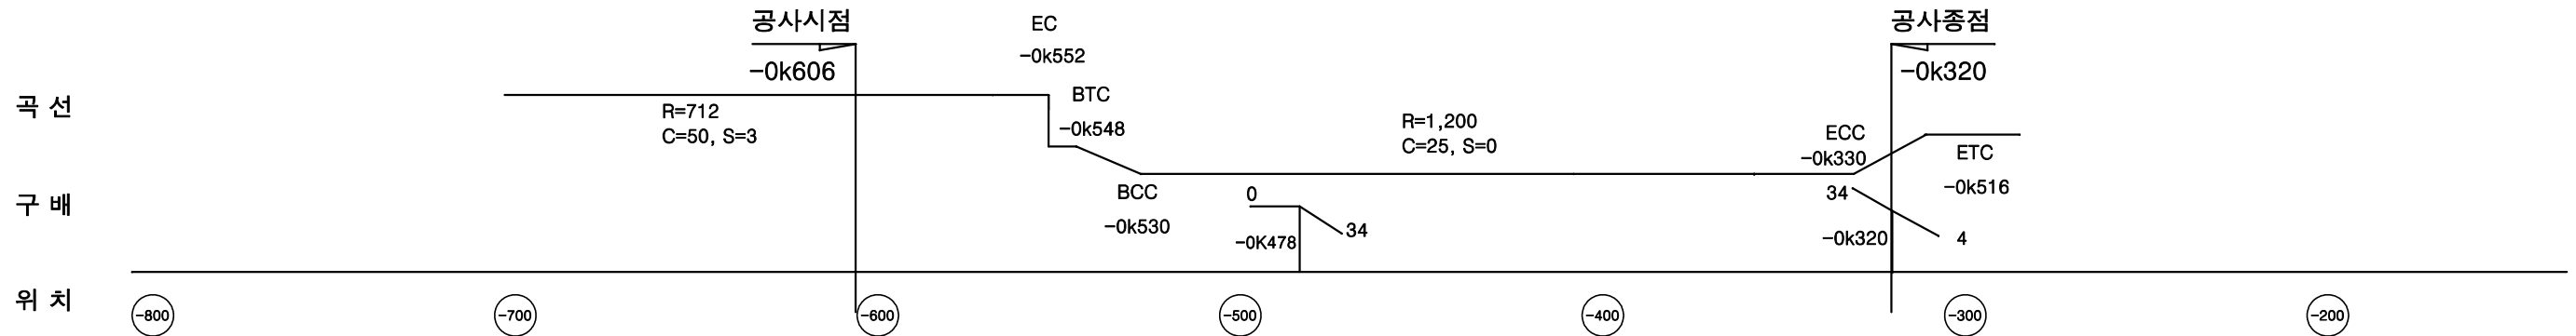 공사시점
EC
공사종점
-0k552
-0k606
-0k320
곡 선
BTC
R=712
C=50, S=3
-0k548
R=1,200
C=25, S=0
ECC
-0k330
ETC
-0k516
구 배
BCC
-0k530
0
34
-0K478
34
-0k320
4
위 치
-800
-700
-600
-500
-400
-300
-200